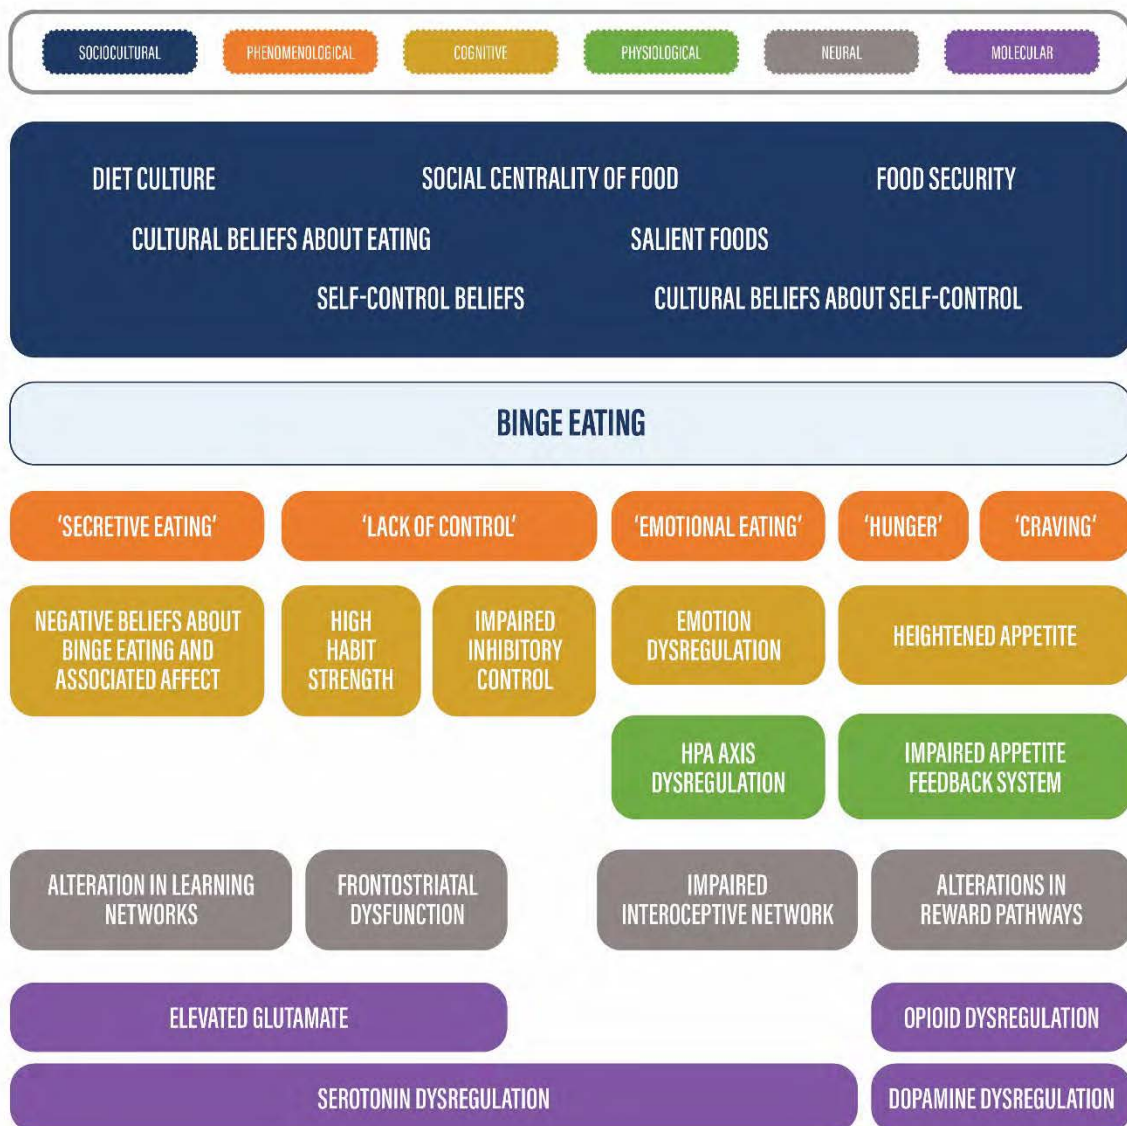 SOCIOCULTURAL
PHENOMENOLOGICAL
COGNITIVE
PHYSIOLOGICAL
NEURAL
MOLECULAR
DIET CULTURE
SOCIAL CENTRALITY OF FOOD
FOOD SECURITY
CULTURAL BELIEFS ABOUT EATING
SALIENT FOODS
SELF-CONTROL BELIEFS
CULTURAL BELIEFS ABOUT SELF-CONTROL
BINGE EATING
'SECRETIVE EATING'
'LACK OF CONTROL'
'EMOTIONAL EATING'
'HUNGER'
'CRAVING'
NEGATIVE BELIEFS ABOUT
BINGE EATING AND
ASSOCIATED AFFECT
HIGH
HABIT
STRENGTH
IMPAIRED
INHIBITORY
CONTROL
EMOTION
DYSREGULATION
HEIGHTENED APPETITE
HPA AXIS
DYSREGULATION
IMPAIRED APPETITE
FEEDBACK SYSTEM
ALTERATION IN LEARNING
NETWORKS
FRONTOSTRIATAL
DYSFUNCTION
IMPAIRED
INTEROCEPTIVE NETWORK
ALTERATIONS IN
REWARD PATHWAYS
ELEVATED GLUTAMATE
OPIOID DYSREGULATION
SEROTONIN DYSREGULATION
DOPAMINE DYSREGULATION